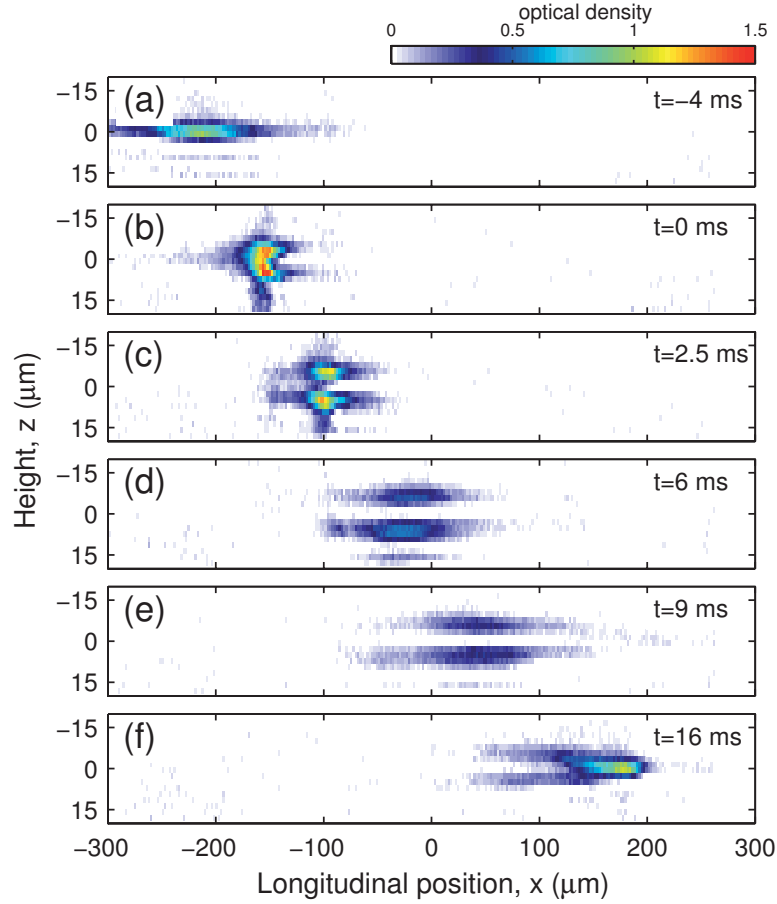 optical density
0 0.5 1 1.5
(a) t=−4 ms
−15
0
15
(b) t=0 ms
−15
0
15
(c) t=2.5 ms
−15
0
15
(d) t=6 ms
−15
0
15
(e) t=9 ms
−15
0
15
(f) t=16 ms
−15
0
15
Height, z (μm)
−300 −200 −100 0 100 200 300
Longitudinal position, x (μm)